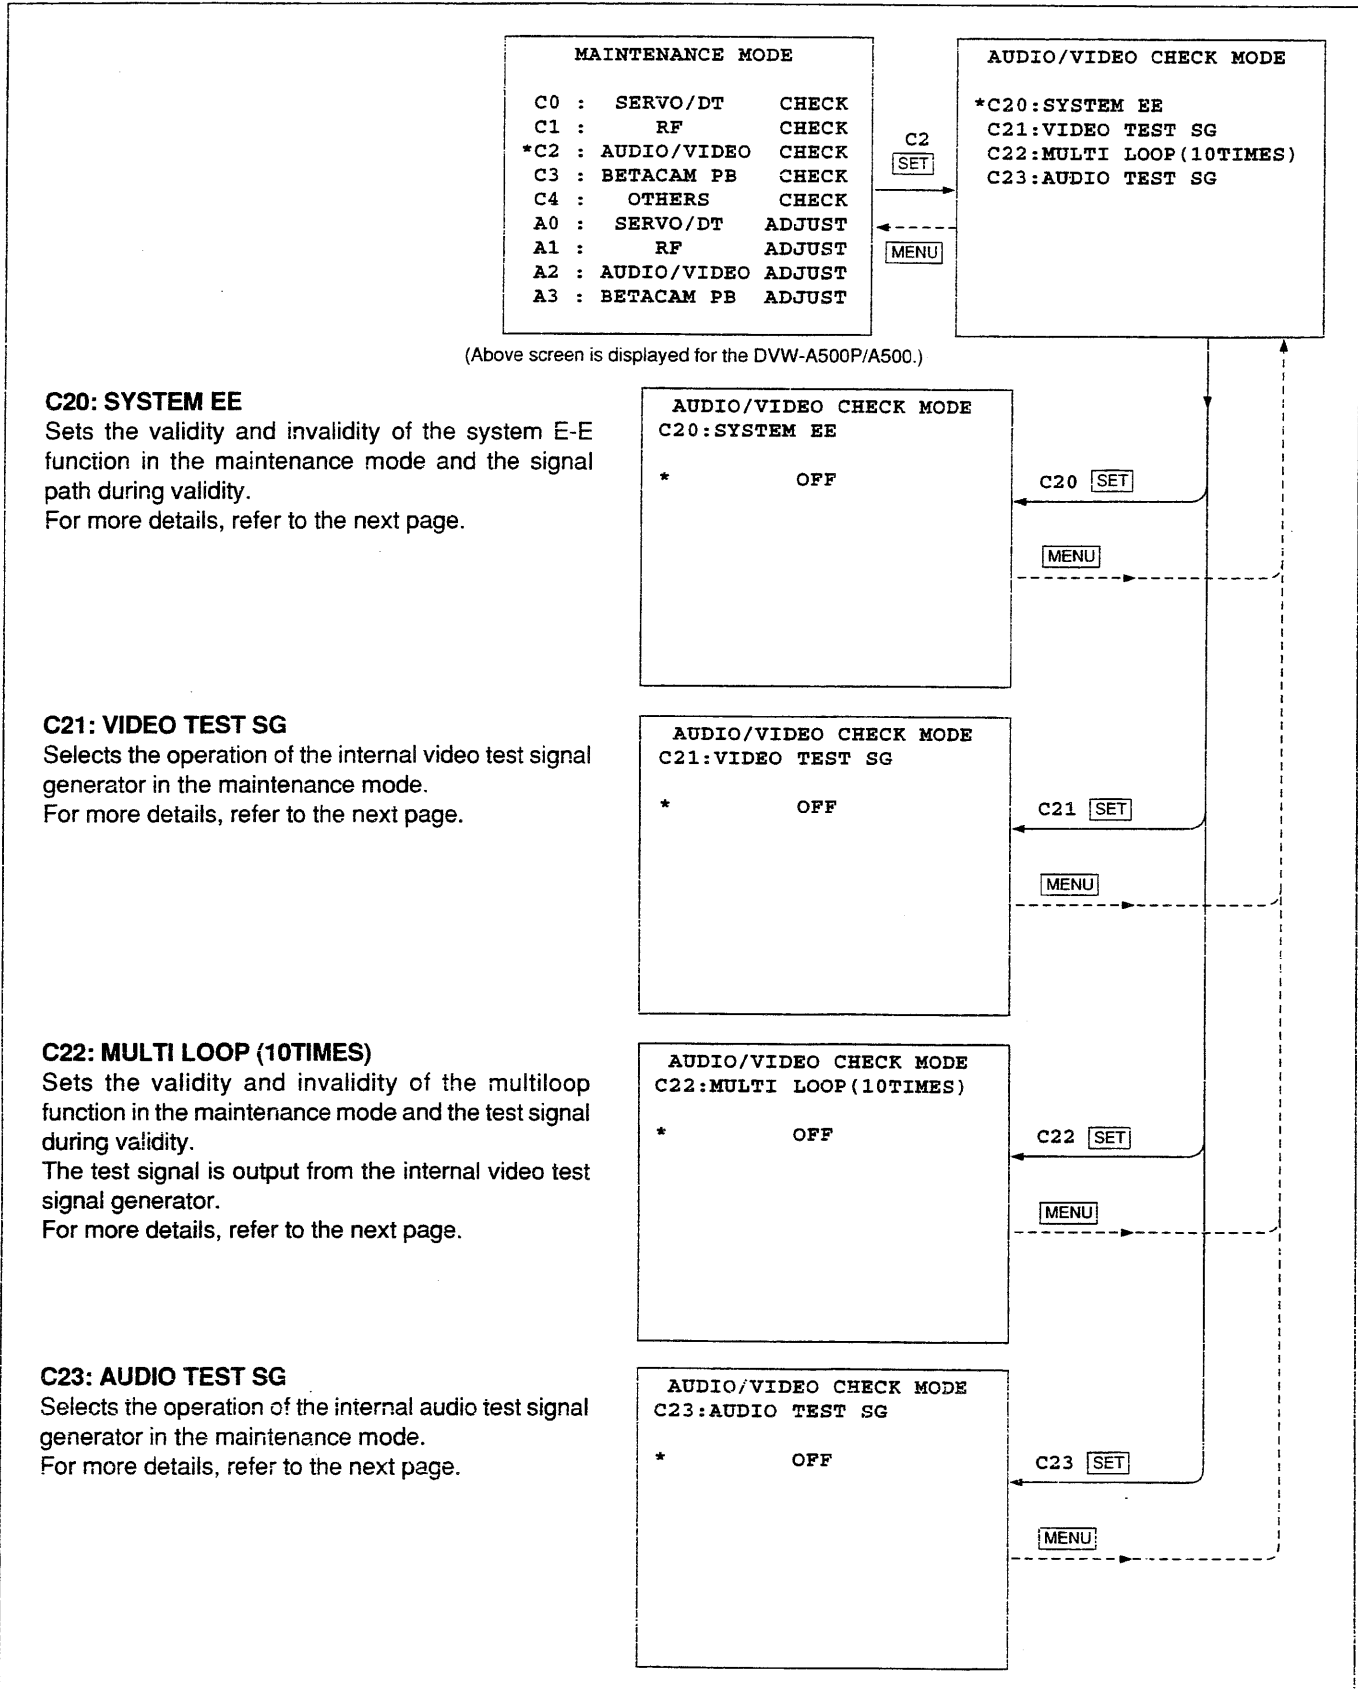 MAINTENANCE MODE
C0 : SERVO/DT CHECK
C1 : RF CHECK
*C2 : AUDIO/VIDEO CHECK
C3 : BETACAM PB CHECK
C4 : OTHERS CHECK
A0 : SERVO/DT ADJUST
A1 : RF ADJUST
A2 : AUDIO/VIDEO ADJUST
A3 : BETACAM PB ADJUST
C2
SET
MENU
AUDIO/VIDEO CHECK MODE
*C20:SYSTEM EE
C21:VIDEO TEST SG
C22:MULTI LOOP(10TIMES)
C23:AUDIO TEST SG
(Above screen is displayed for the DVW-A500P/A500.)
C20: SYSTEM EE
Sets the validity and invalidity of the system E-E
function in the maintenance mode and the signal
path during validity.
For more details, refer to the next page.
AUDIO/VIDEO CHECK MODE
C20:SYSTEM EE
* OFF
C20 SET
MENU
C21: VIDEO TEST SG
Selects the operation of the internal video test signal
generator in the maintenance mode.
For more details, refer to the next page.
AUDIO/VIDEO CHECK MODE
C21:VIDEO TEST SG
* OFF
C21 SET
MENU
C22: MULTI LOOP (10TIMES)
Sets the validity and invalidity of the multiloop
function in the maintenance mode and the test signal
during validity.
The test signal is output from the internal video test
signal generator.
For more details, refer to the next page.
AUDIO/VIDEO CHECK MODE
C22:MULTI LOOP(10TIMES)
* OFF
C22 SET
MENU
C23: AUDIO TEST SG
Selects the operation of the internal audio test signal
generator in the maintenance mode.
For more details, refer to the next page.
AUDIO/VIDEO CHECK MODE
C23:AUDIO TEST SG
* OFF
C23 SET
MENU